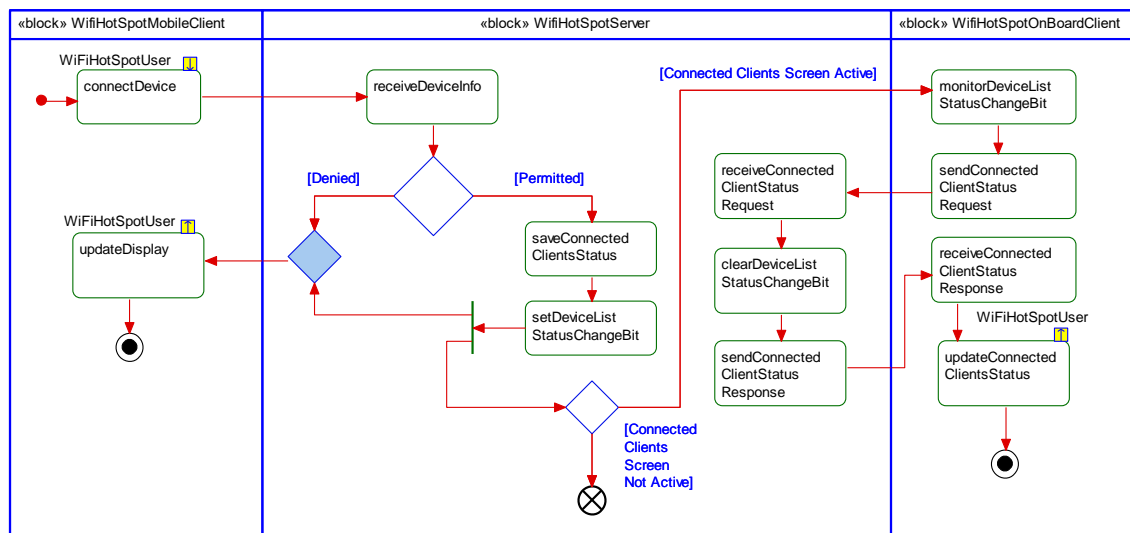 «block» WifiHotSpotMobileClient
«block» WifiHotSpotServer
«block» WifiHotSpotOnBoardClient
WiFiHotSpotUser
connectDevice
receiveDeviceInfo
[Connected Clients Screen Active]
monitorDeviceList
StatusChangeBit
[Denied]
[Permitted]
receiveConnected
ClientStatus
Request
sendConnected
ClientStatus
Request
WiFiHotSpotUser
updateDisplay
saveConnected
ClientsStatus
clearDeviceList
StatusChangeBit
receiveConnected
ClientStatus
Response
setDeviceList
StatusChangeBit
WiFiHotSpotUser
sendConnected
ClientStatus
Response
updateConnected
ClientsStatus
[Connected
Clients
Screen
Not Active]